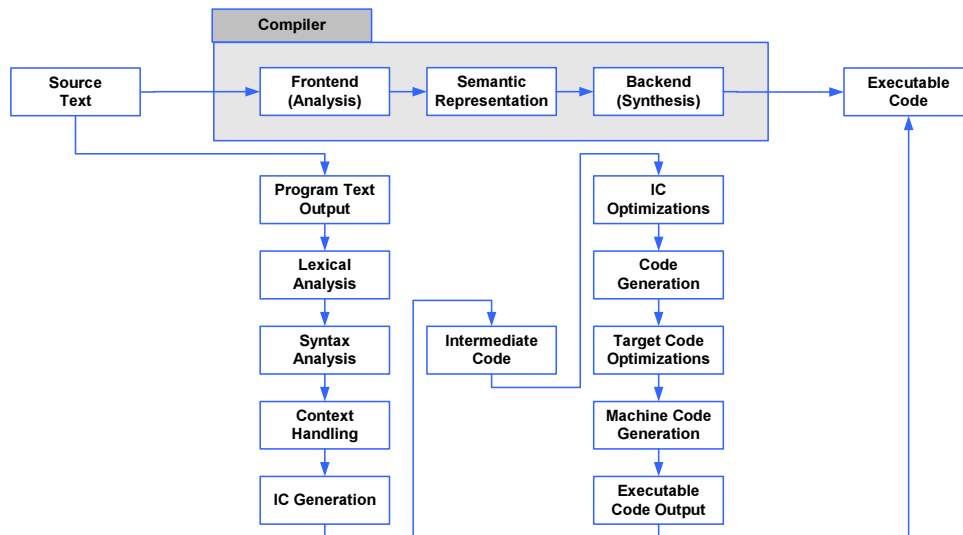 Compiler
Source
Text
Frontend
(Analysis)
Semantic
Representation
Backend
(Synthesis)
Executable
Code
Program Text
Output
Lexical
Analysis
Syntax
Analysis
Context
Handling
IC Generation
Intermediate
Code
IC
Optimizations
Code
Generation
Target Code
Optimizations
Machine Code
Generation
Executable
Code Output